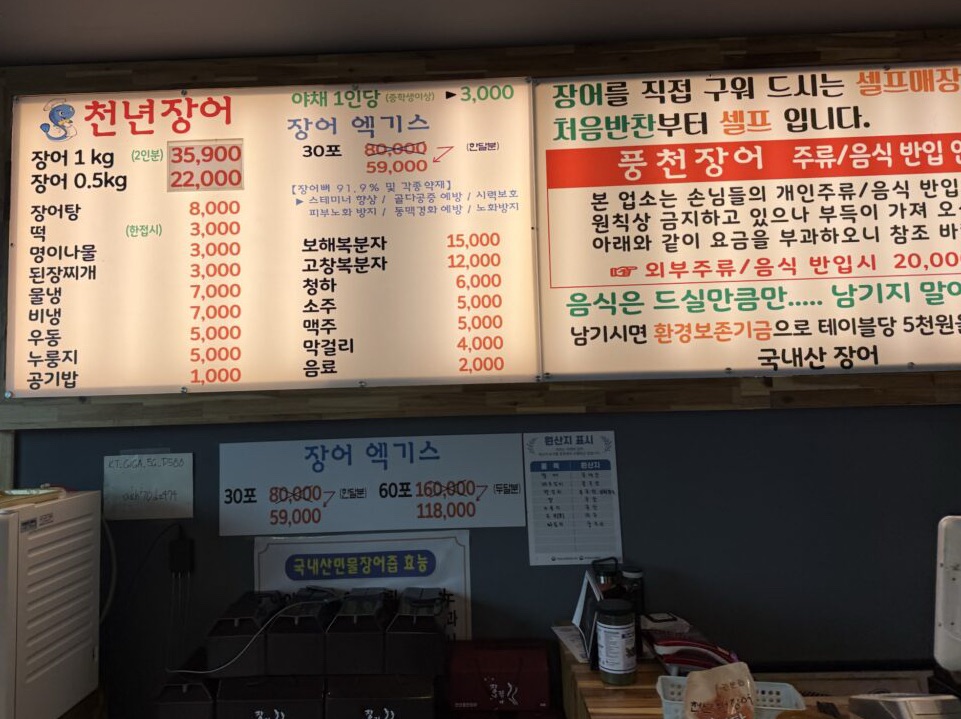 천년장어
장어 1 kg (2인분) 35,900
장어 0.5kg 22,000
장어탕 8,000
떡 (한접시) 3,000
명이나물 3,000
된장찌개 3,000
물냉 7,000
비냉 7,000
우동 5,000
누룽지 5,000
공기밥 1,000
야채 1인당 (중학생이상) ▶ 3,000
장어 엑기스
30포 80,000 (한달분)
59,000
【장어뼈 91.9% 및 각종약재】
▶ 스테미너 향상 / 골다공증 예방 / 시력보호
피부노화 방지 / 동맥경화 예방 / 노화방지
보해복분자 15,000
고창복분자 12,000
청하 6,000
소주 5,000
맥주 5,000
막걸리 4,000
음료 2,000
장어를 직접 구워 드시는 셀프매장
처음반찬부터 셀프 입니다.
풍천장어 주류/음식 반입
본 업소는 손님들의 개인주류/음식 반입
원칙상 금지하고 있으나 부득이 가져
아래와 같이 요금을 부과하오니 참조
☞ 외부주류/음식 반입시 20,00
음식은 드실만큼만..... 남기지
남기시면 환경보존기금으로 테이블당 5천원을
국내산 장어
장어 엑기스
30포 80,000 (한달분) 60포 160,000 (두달분)
59,000 118,000
원산지 표시
품목 원산지
국내산민물장어즙 효능